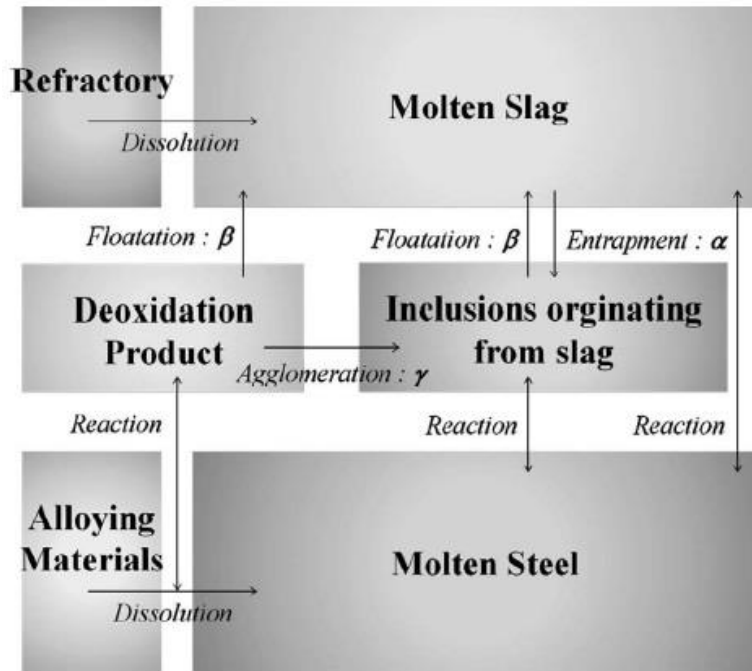 Refractory
Molten Slag
Dissolution
Floatation : β
Floatation : β
Entrapment : α
Deoxidation
Product
Inclusions orginating
from slag
Agglomeration : γ
Reaction
Reaction
Reaction
Alloying
Materials
Molten Steel
Dissolution